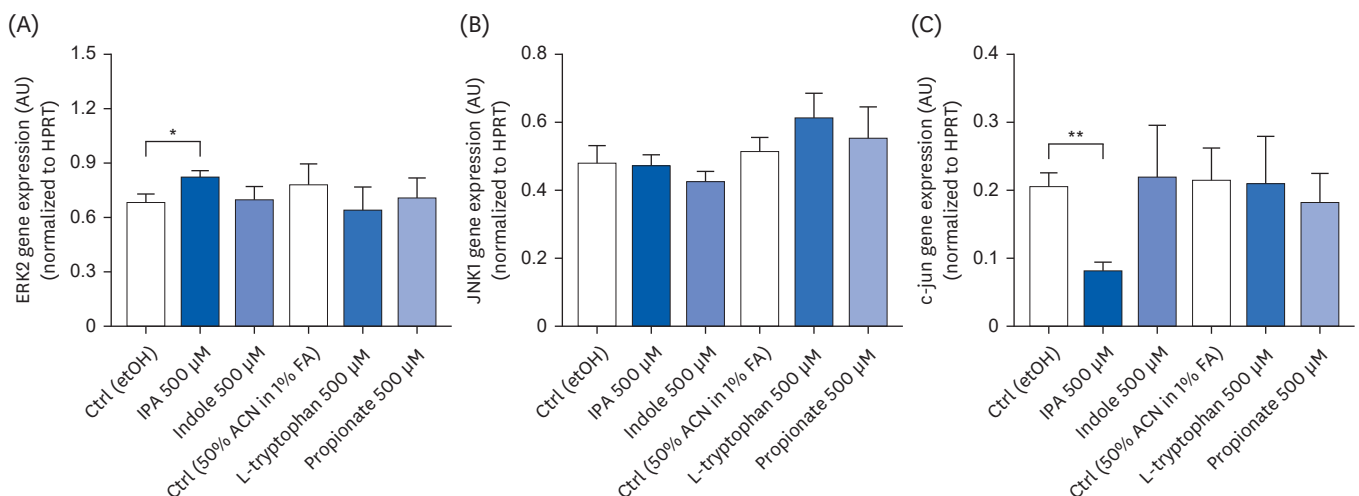 (A)
ERK2 gene expression (AU)
(normalized to HPRT)
1.5
1.2
0.9
0.6
0.3
0
*
Ctrl (etOH)
IPA 500 µM
Indole 500 µM
Ctrl (50% ACN in 1% FA)
L-tryptophan 500 µM
Propionate 500 µM
(B)
JNK1 gene expression (AU)
(normalized to HPRT)
0.8
0.6
0.4
0.2
0
Ctrl (etOH)
IPA 500 µM
Indole 500 µM
Ctrl (50% ACN in 1% FA)
L-tryptophan 500 µM
Propionate 500 µM
(C)
c-jun gene expression (AU)
(normalized to HPRT)
0.4
0.3
0.2
0.1
0
**
Ctrl (etOH)
IPA 500 µM
Indole 500 µM
Ctrl (50% ACN in 1% FA)
L-tryptophan 500 µM
Propionate 500 µM